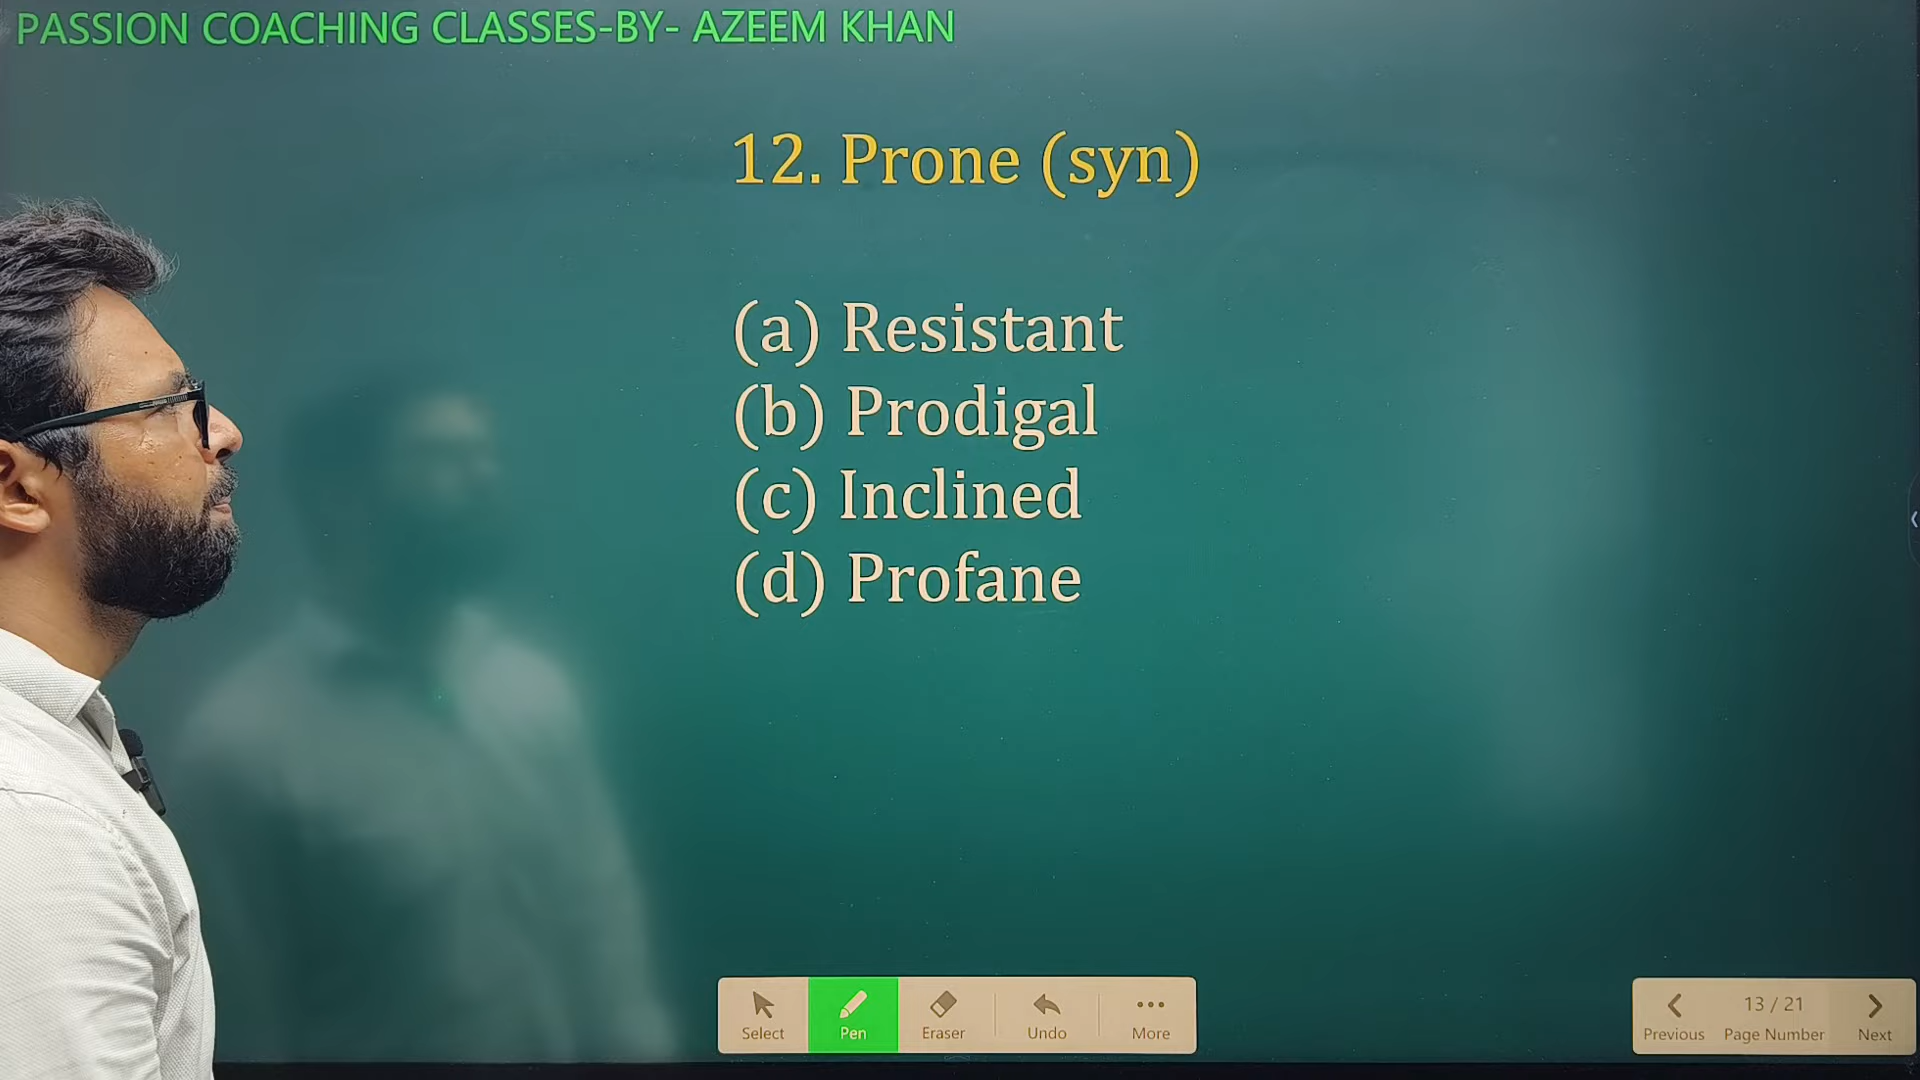 PASSION COACHING CLASSES-BY- AZEEM KHAN
12. Prone (syn)
(a) Resistant
(b) Prodigal
(c) Inclined
(d) Profane
Select Pen Eraser Undo More
13 / 21
Previous Page Number Next